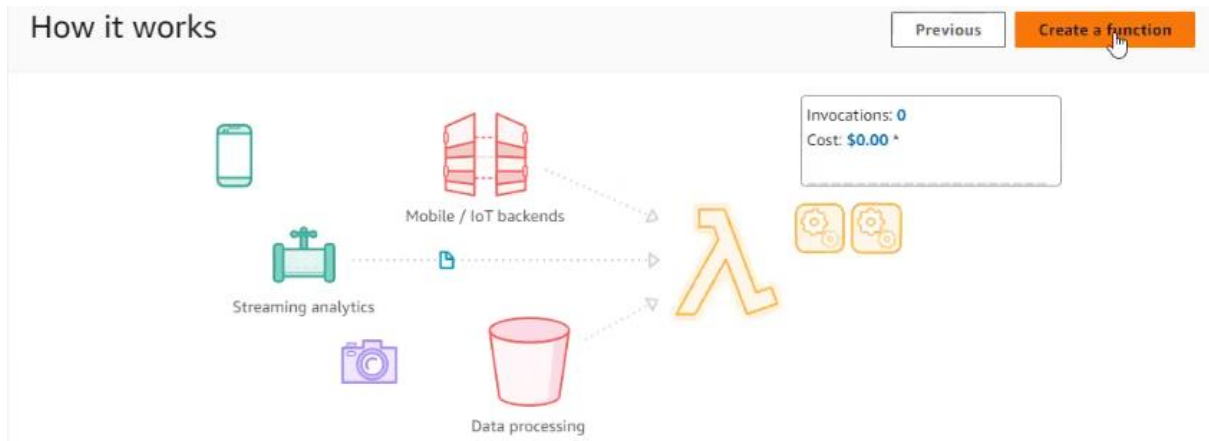 How it works
Previous
Create a function
Invocations: 0
Cost: $0.00 *
Mobile / IoT backends
Streaming analytics
Data processing